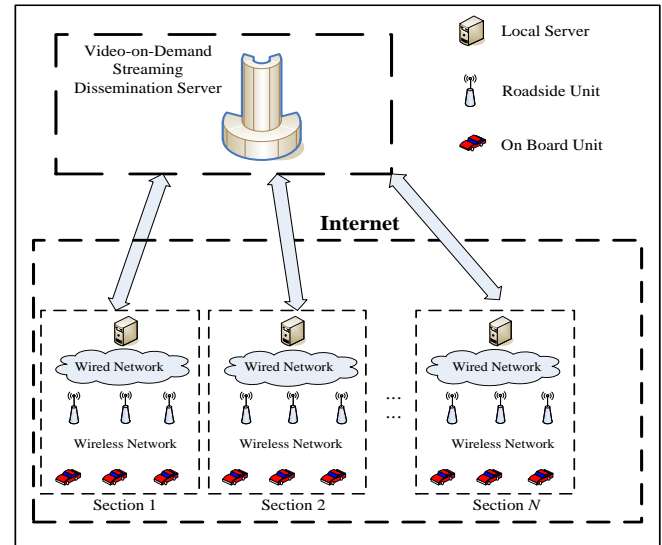 Video-on-Demand
Streaming
Dissemination Server
Local Server
Roadside Unit
On Board Unit
Internet
Wired Network
Wireless Network
Section 1
Wired Network
Wireless Network
Section 2
...
...
Wired Network
Wireless Network
Section N